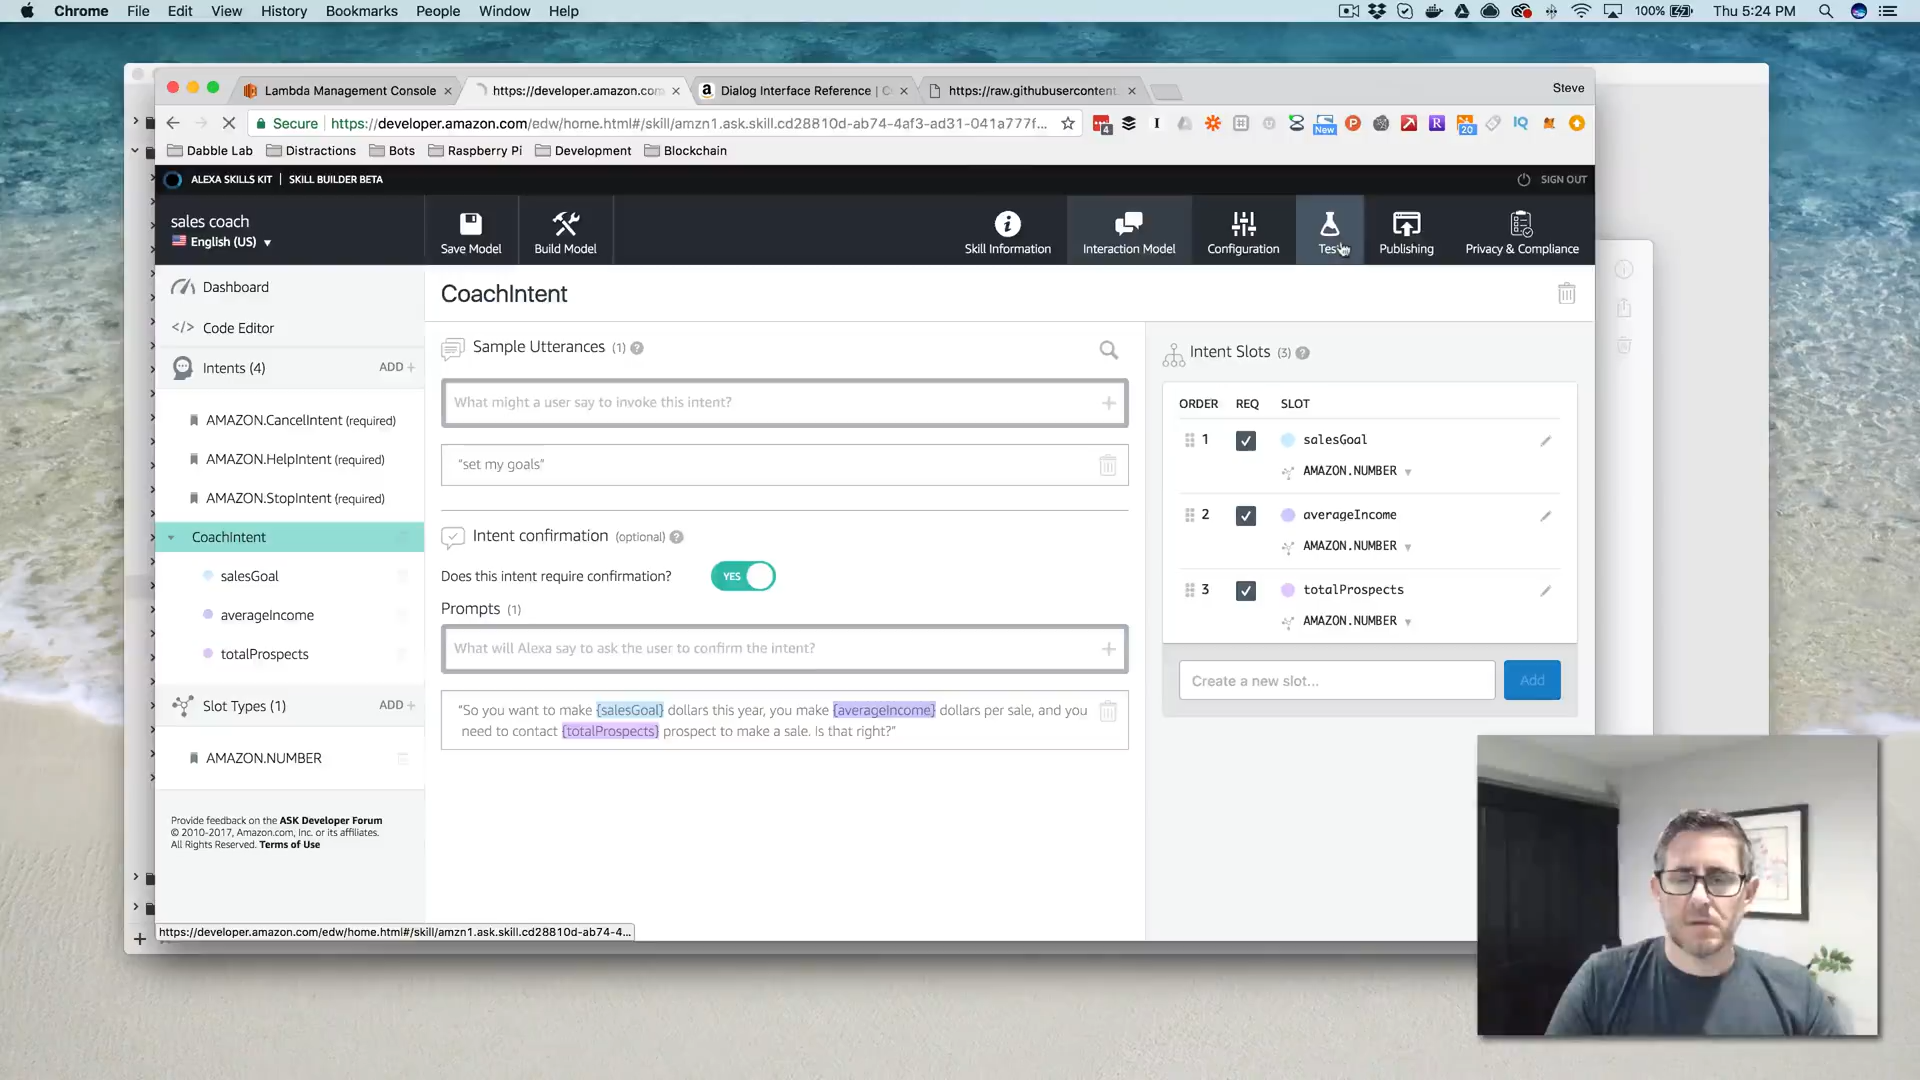 Chrome File Edit View History Bookmarks People Window Help 100% Thu 5:24 PM
Lambda Management Console × https://developer.amazon.com × Dialog Interface Reference | C × https://raw.githubusercontent. × Steve
Secure https://developer.amazon.com/edw/home.html#/skill/amzn1.ask.skill.cd28810d-ab74-4af3-ad31-041a777f...
Dabble Lab Distractions Bots Raspberry Pi Development Blockchain
ALEXA SKILLS KIT | SKILL BUILDER BETA SIGN OUT
sales coach
English (US)
Save Model Build Model Skill Information Interaction Model Configuration Test Publishing Privacy & Compliance
Dashboard
Code Editor
Intents (4) ADD +
AMAZON.CancelIntent (required)
AMAZON.HelpIntent (required)
AMAZON.StopIntent (required)
CoachIntent
salesGoal
averageIncome
totalProspects
Slot Types (1) ADD +
AMAZON.NUMBER
Provide feedback on the ASK Developer Forum
© 2010-2017, Amazon.com, Inc. or its affiliates.
All Rights Reserved. Terms of Use
https://developer.amazon.com/edw/home.html#/skill/amzn1.ask.skill.cd28810d-ab74-4...
CoachIntent
Sample Utterances (1) ?
What might a user say to invoke this intent? +
"set my goals"
Intent confirmation (optional) ?
Does this intent require confirmation? YES
Prompts (1)
What will Alexa say to ask the user to confirm the intent? +
"So you want to make {salesGoal} dollars this year, you make {averageIncome} dollars per sale, and you
need to contact {totalProspects} prospect to make a sale. Is that right?"
Intent Slots (3) ?
ORDER REQ SLOT
1 salesGoal
AMAZON.NUMBER
2 averageIncome
AMAZON.NUMBER
3 totalProspects
AMAZON.NUMBER
Create a new slot... Add